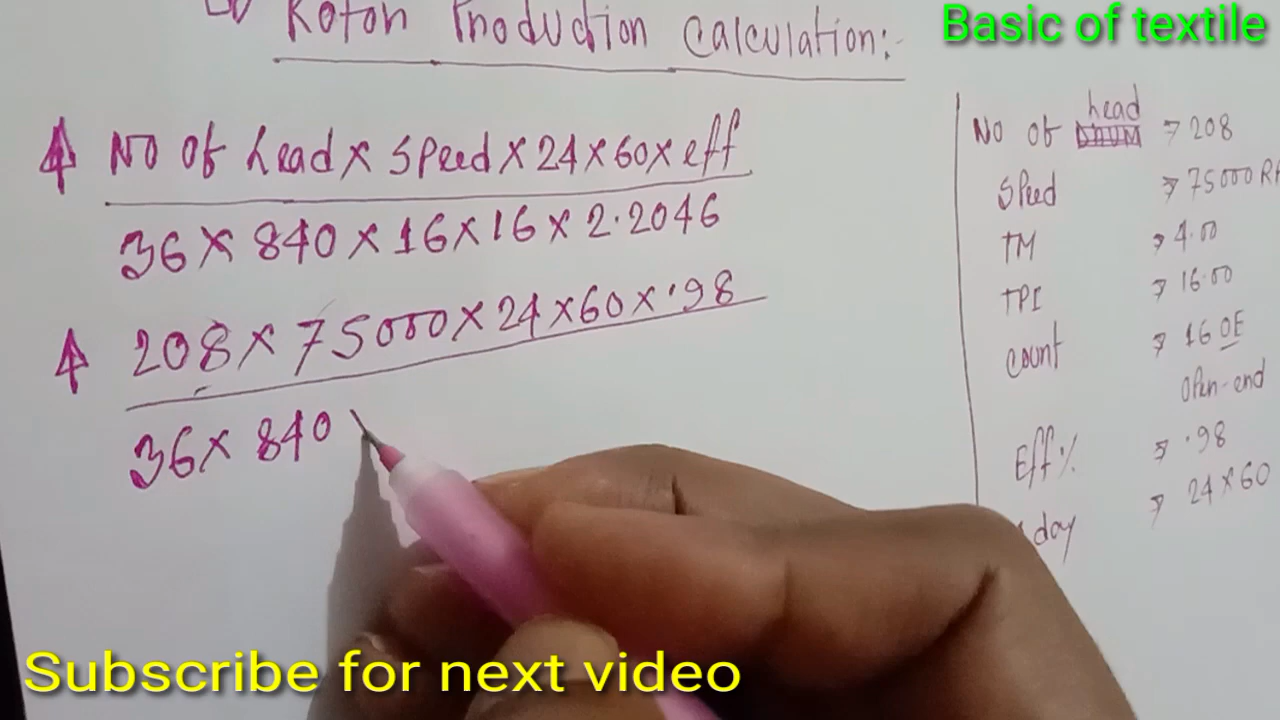 Basic of textile
Roton Production Calculation:-
No of head × Speed × 24 × 60 × eff
36 × 840 × 16 × 16 × 2.2046
208 × 75000 × 24 × 60 × .98
36 × 840
No of head → 208
Speed → 75000
TM → 4.00
TPI → 16.00
Count → 16 OE
Open-end
Eff% → .98
day → 24 × 60
Subscribe for next video